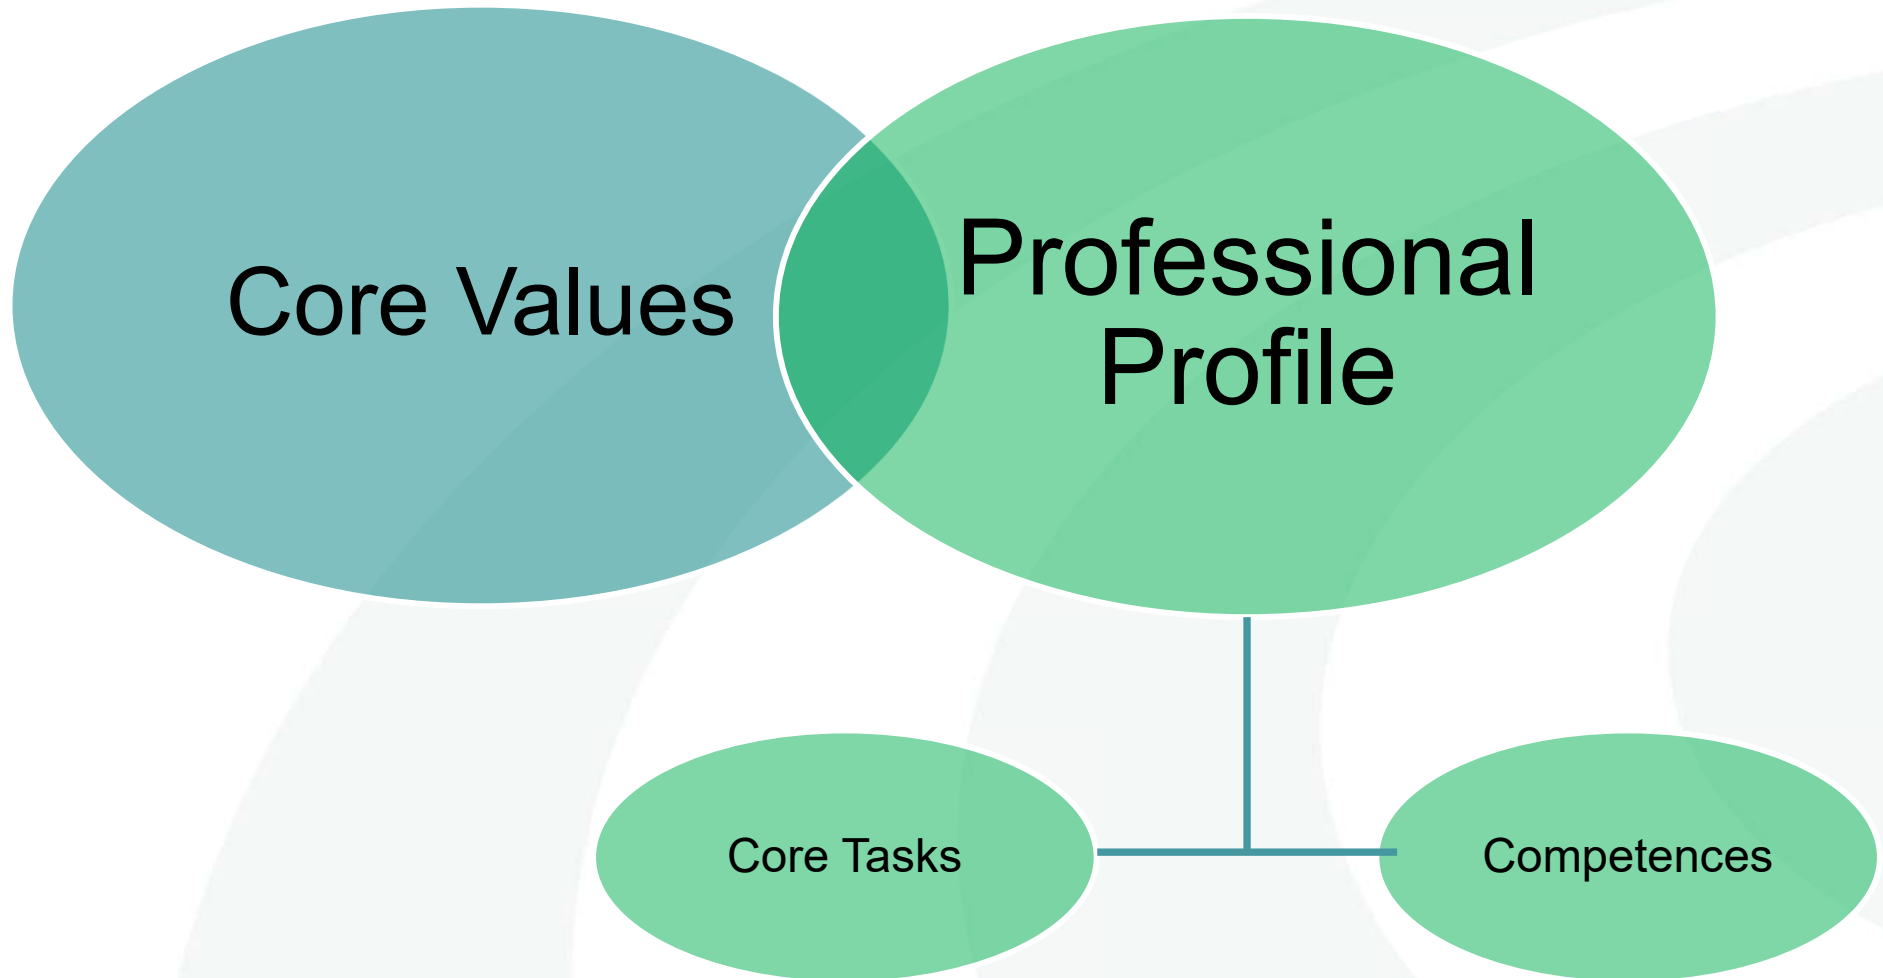 Core Values
Professional
Profile
Core Tasks
Competences